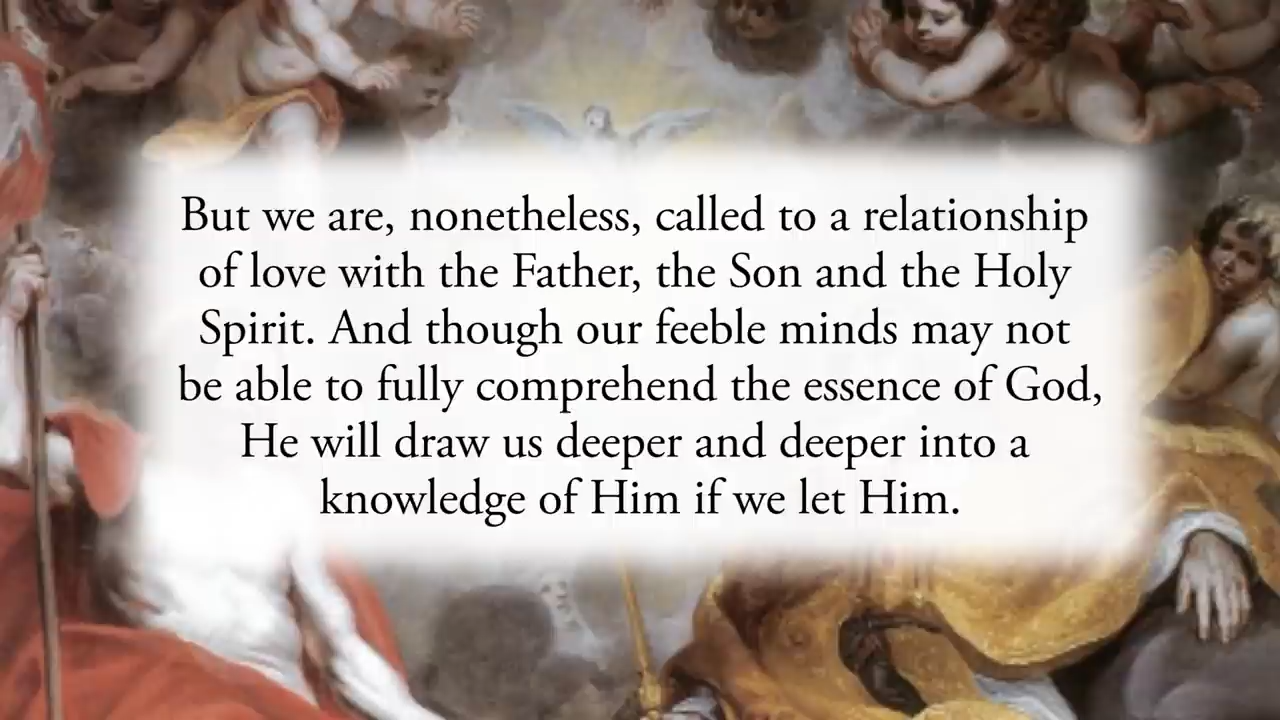 But we are, nonetheless, called to a relationship
of love with the Father, the Son and the Holy
Spirit. And though our feeble minds may not
be able to fully comprehend the essence of God,
He will draw us deeper and deeper into a
knowledge of Him if we let Him.